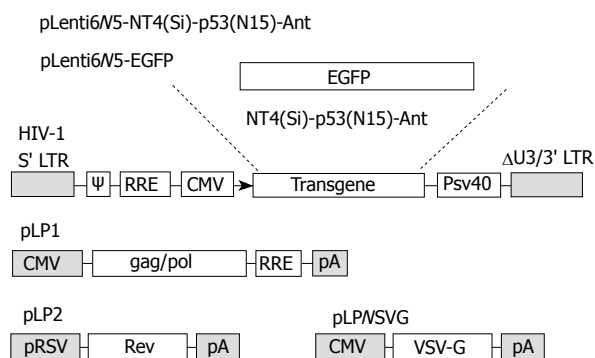 pLenti6/V5-NT4(Si)-p53(N15)-Ant
pLenti6/V5-EGFP
EGFP
NT4(Si)-p53(N15)-Ant
HIV-1
S' LTR
ΔU3/3' LTR
Ψ RRE CMV Transgene Psv40
pLP1
CMV gag/pol RRE pA
pLP2
pLP/VSVG
pRSV Rev pA CMV VSV-G pA